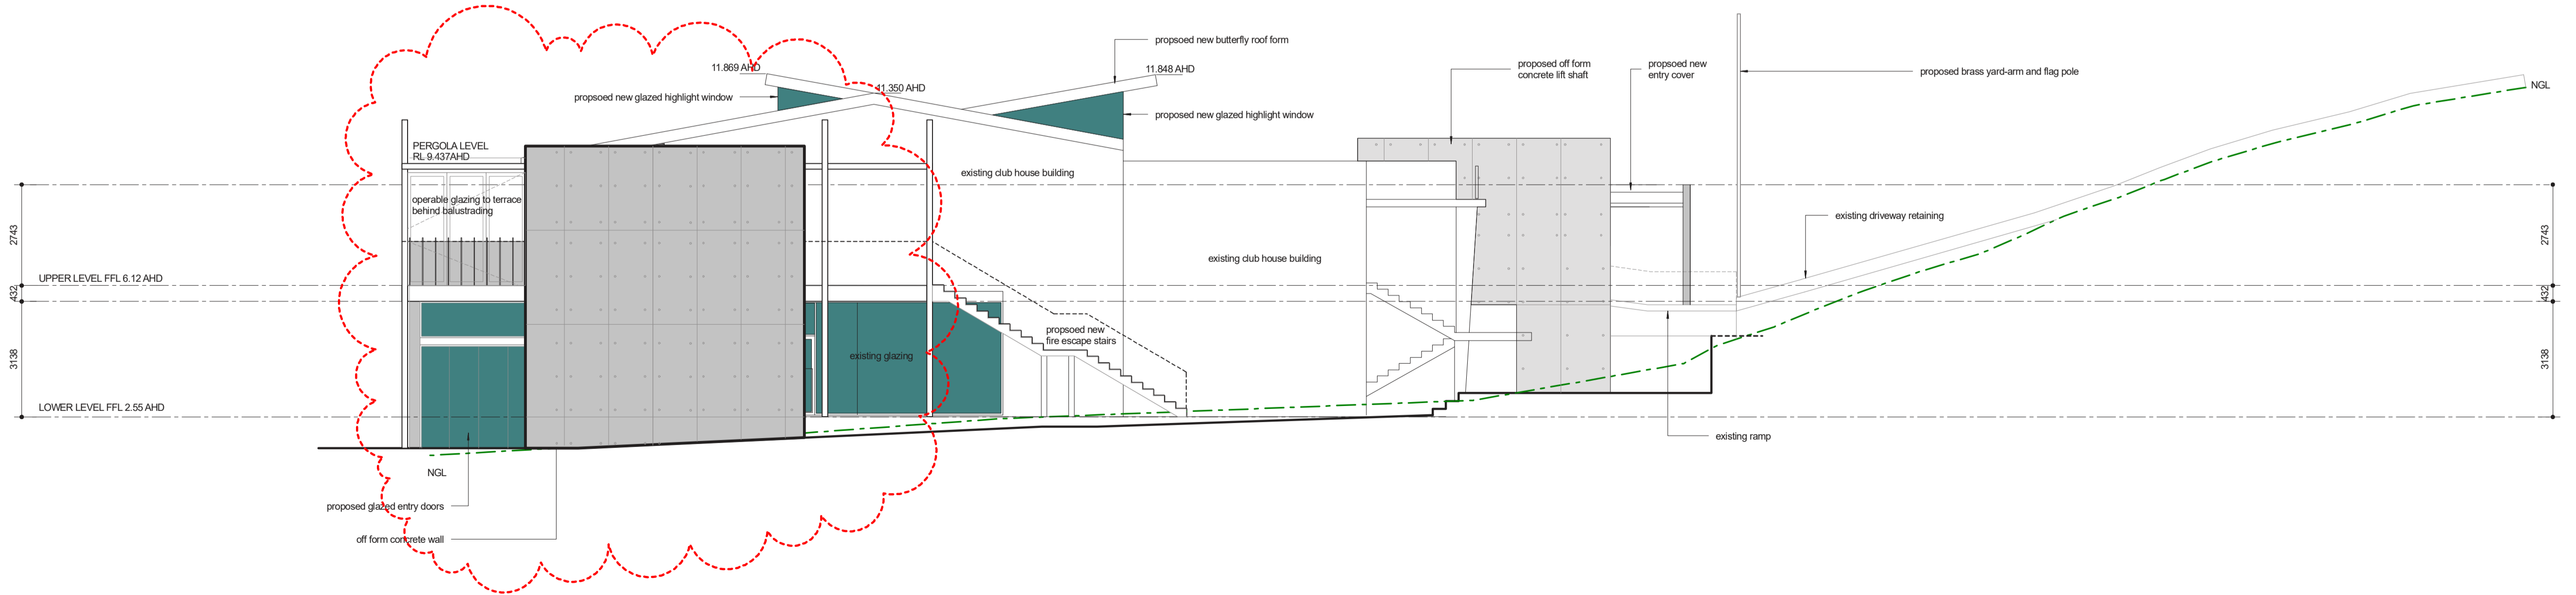 propsoed new butterfly roof form
11.869 AHD
11.848 AHD
proposed off form
concrete lift shaft
propsoed new
entry cover
proposed brass yard-arm and flag pole
11.350 AHD
NGL
propsoed new glazed highlight window
proposed new glazed highlight window
PERGOLA LEVEL
RL 9.437AHD
existing club house building
operable glazing to terrace
behind balustrading
existing driveway retaining
2743
2743
existing club house building
UPPER LEVEL FFL 6.12 AHD
432
432
propsoed new
fire escape stairs
existing glazing
3138
3138
LOWER LEVEL FFL 2.55 AHD
existing ramp
NGL
proposed glazed entry doors
off form concrete wall